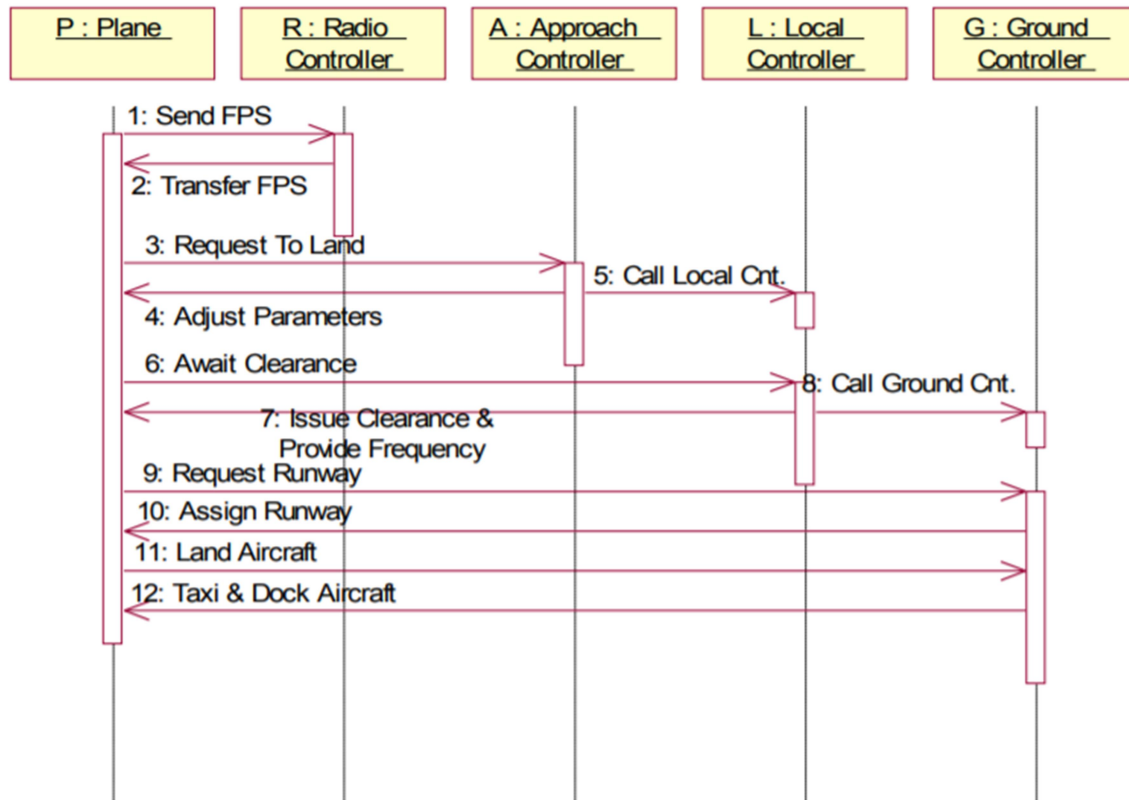 P : Plane
R : Radio
Controller
A : Approach
Controller
L : Local
Controller
G : Ground
Controller
1: Send FPS
2: Transfer FPS
3: Request To Land
5: Call Local Cnt.
4: Adjust Parameters
6: Await Clearance
8: Call Ground Cnt.
7: Issue Clearance &
Provide Frequency
9: Request Runway
10: Assign Runway
11: Land Aircraft
12: Taxi & Dock Aircraft